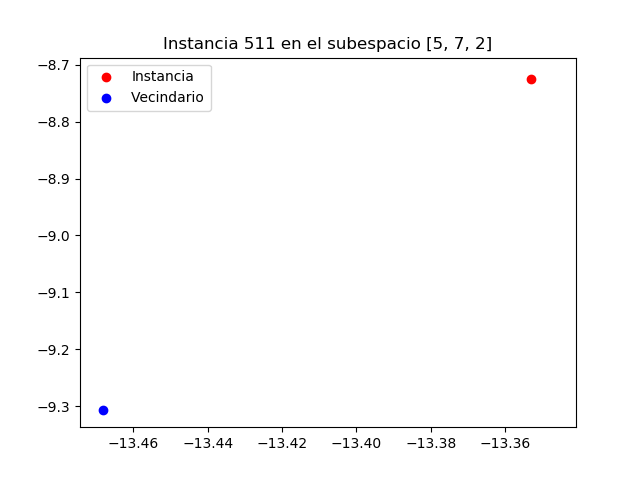 Instancia 511 en el subespacio [5, 7, 2]
Instancia
Vecindario
−8.7
−8.8
−8.9
−9.0
−9.1
−9.2
−9.3
−13.46 −13.44 −13.42 −13.40 −13.38 −13.36